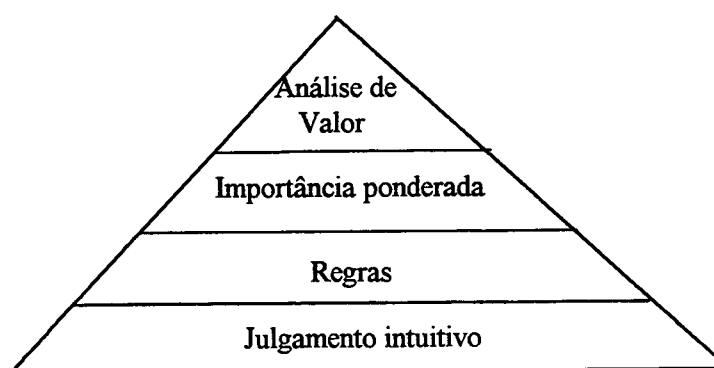 Análise de
Valor
Importância ponderada
Regras
Julgamento intuitivo